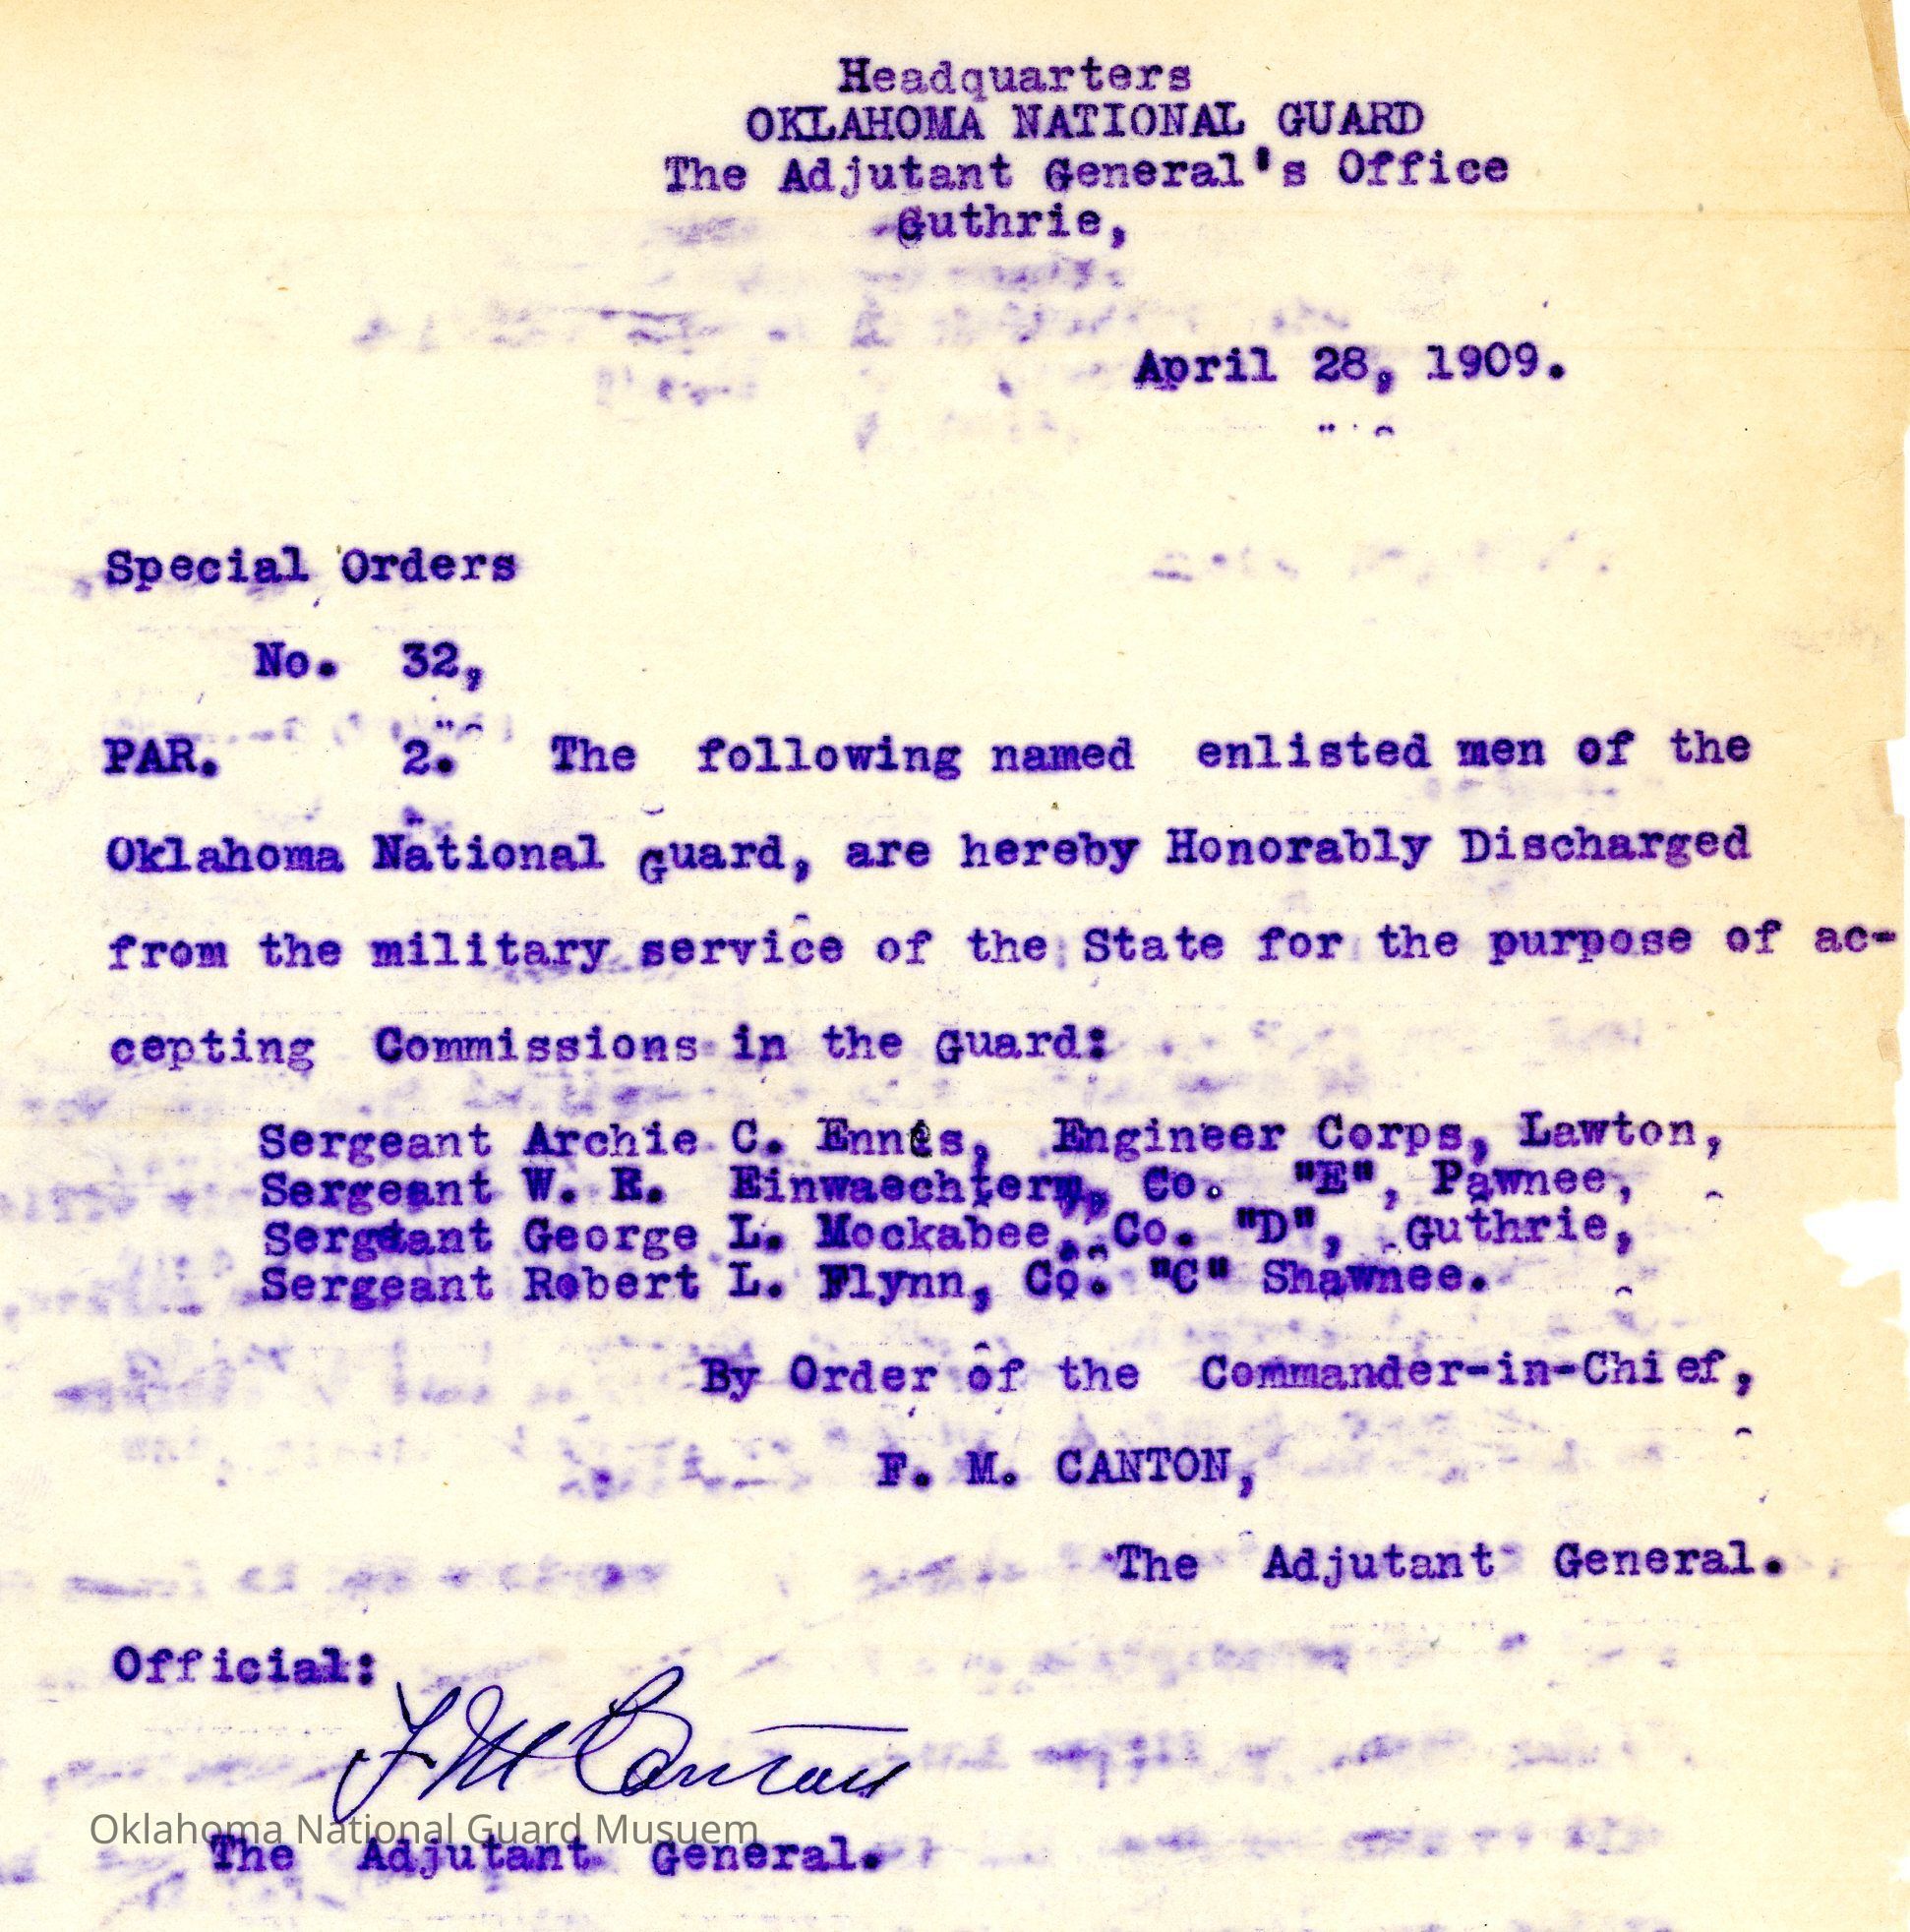 Headquarters
OKLAHOMA NATIONAL GUARD
The Adjutant General's Office
Guthrie,
April 28, 1909.
Special Orders
No. 32,
PAR. 2. The following named enlisted men of the
Oklahoma National Guard, are hereby Honorably Discharged
from the military service of the State for the purpose of ac-
cepting Commissions in the Guard:
Sergeant Archie C. Ennes, Engineer Corps, Lawton,
Sergeant W. E. Einwaechter, Co. "E", Pawnee,
Sergeant George L. Mockabee, Co. "D", Guthrie,
Sergeant Robert L. Flynn, Co. "C" Shawnee.
By Order of the Commander-in-Chief,
F. M. CANTON,
The Adjutant General.
Official:
F M Canton
Oklahoma National Guard Musuem
The Adjutant General.